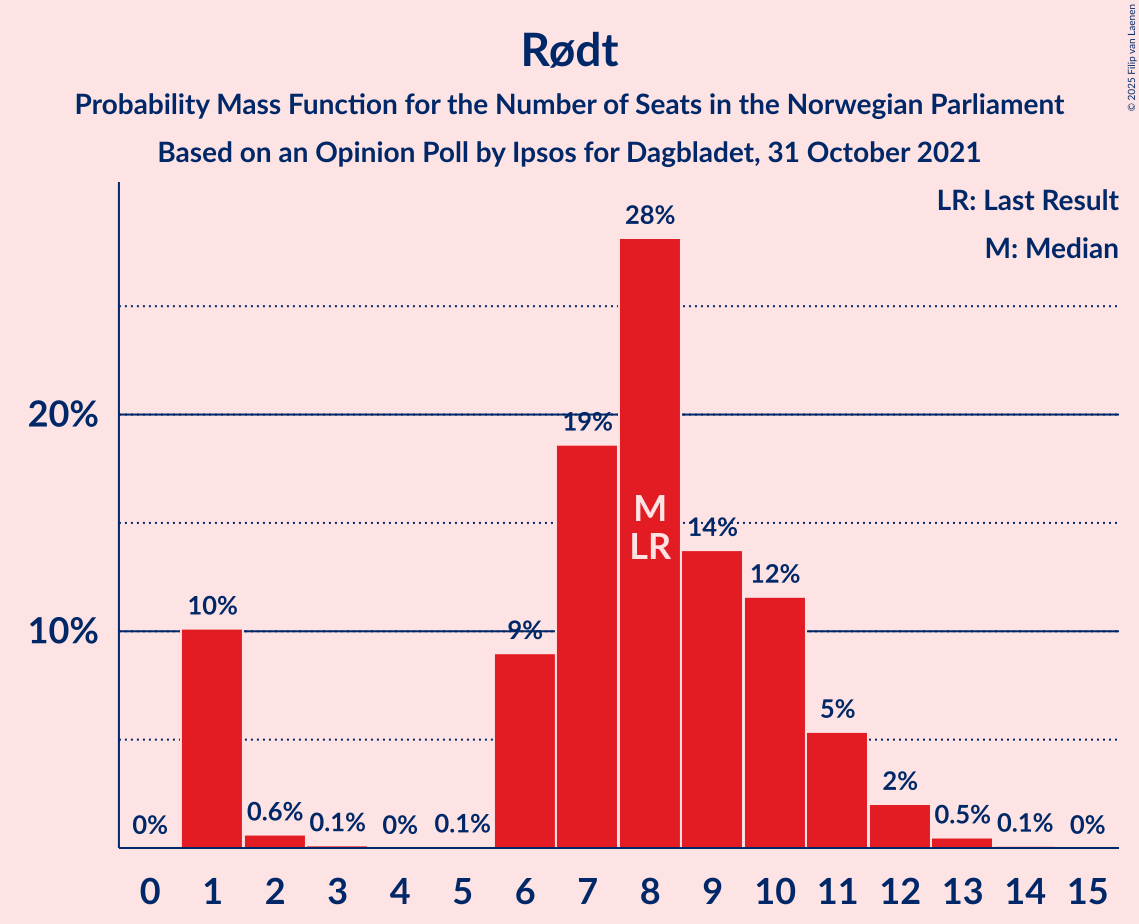 Rødt
Probability Mass Function for the Number of Seats in the Norwegian Parliament
Based on an Opinion Poll by Ipsos for Dagbladet, 31 October 2021
© 2025 Filip van Laenen
LR: Last Result
M: Median
28%
20%
19%
M
LR
14%
12%
10%
10%
9%
5%
2%
0%
0.6%
0.1%
0%
0.1%
0.5%
0.1%
0%
0 1 2 3 4 5 6 7 8 9 10 11 12 13 14 15